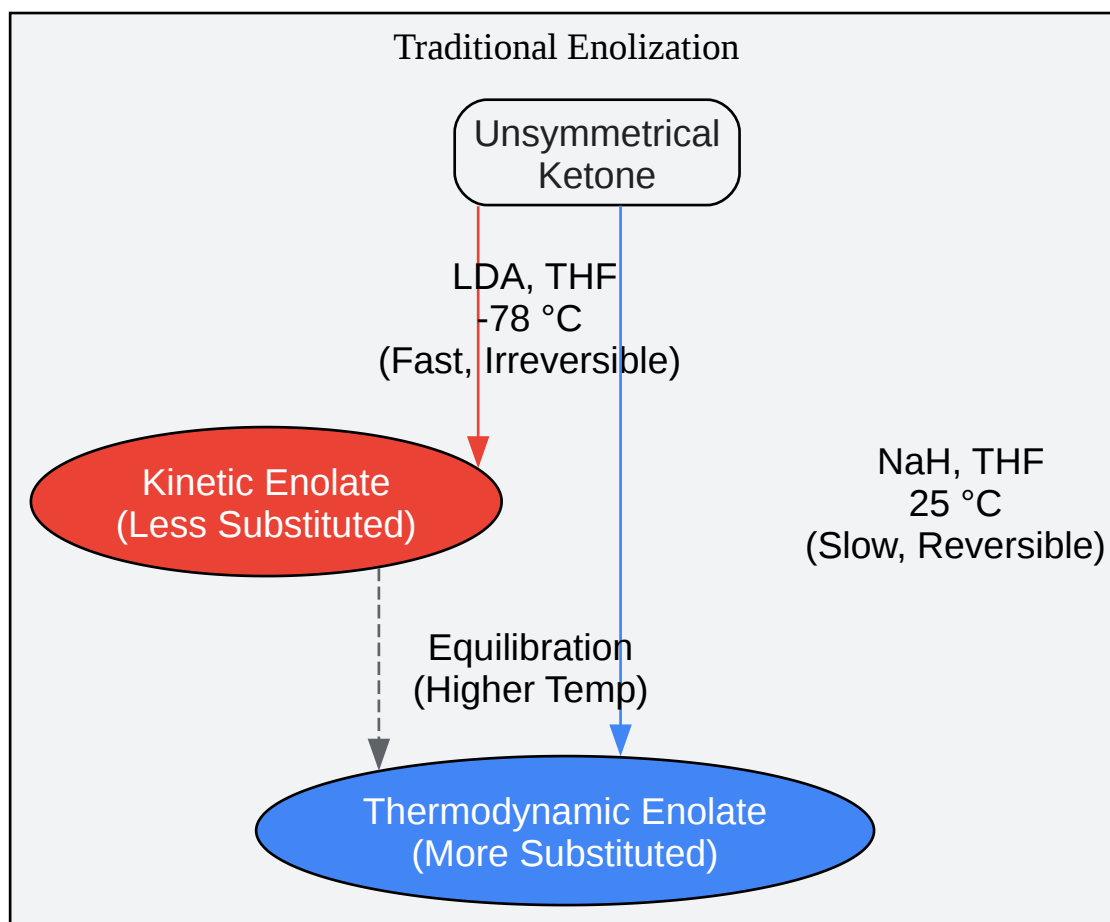 Traditional Enolization
Unsymmetrical
Ketone
LDA, THF
-78 °C
(Fast, Irreversible)
Kinetic Enolate
(Less Substituted)
NaH, THF
25 °C
(Slow, Reversible)
Equilibration
(Higher Temp)
Thermodynamic Enolate
(More Substituted)